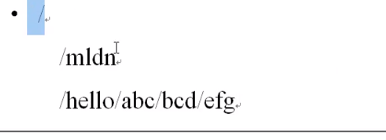 • /
/mldn
/hello/abc/bcd/efg